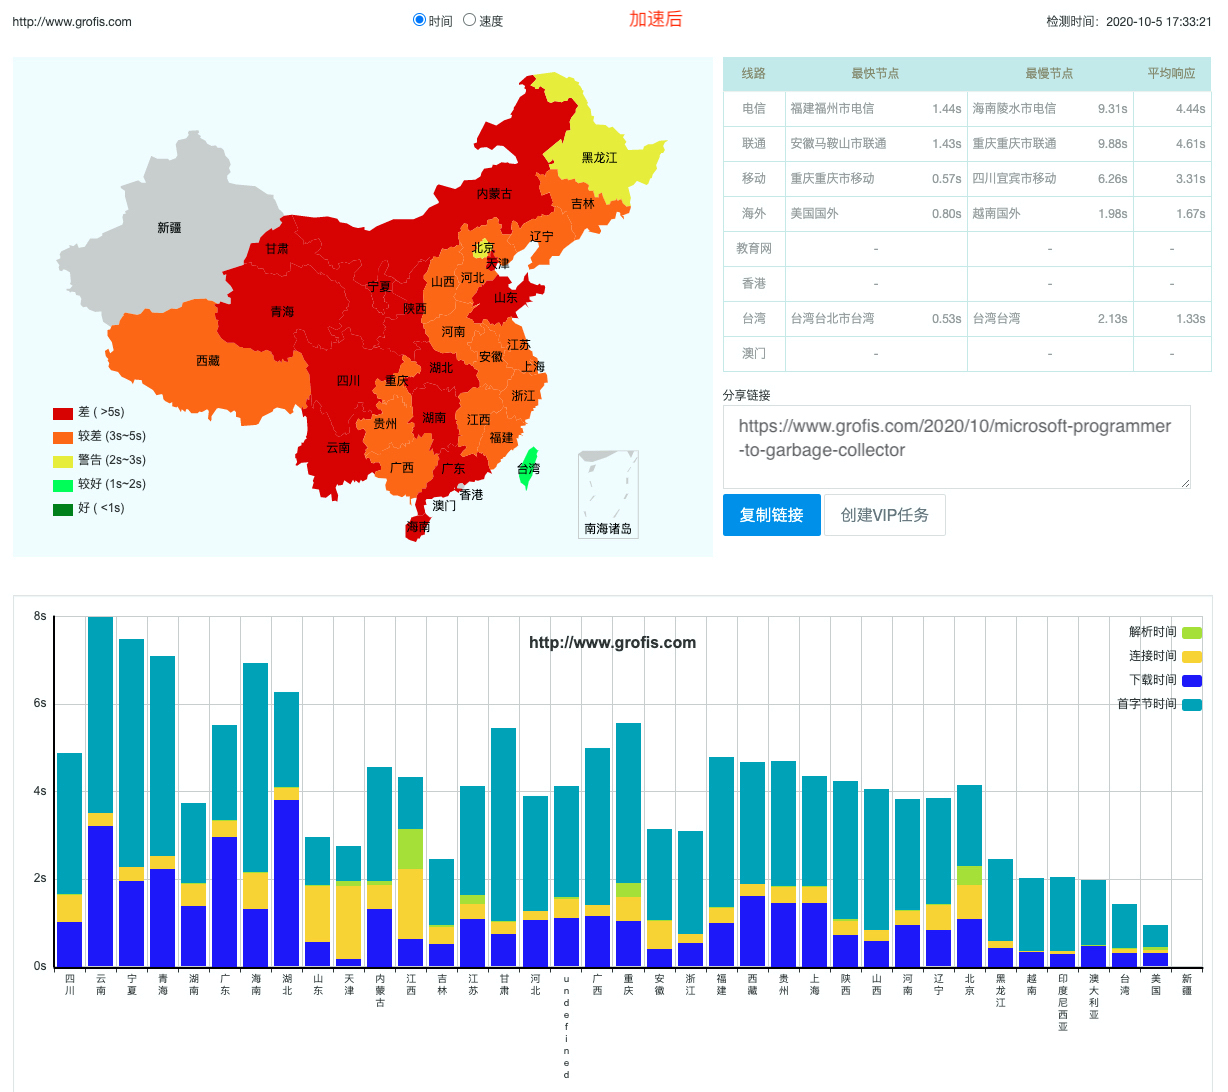 http://www.grofis.com
时间 速度
加速后
检测时间：2020-10-5 17:33:21
黑龙江
内蒙古
吉林
新疆
辽宁
北京
甘肃
天津
河北
山西
宁夏
山东
陕西
青海
河南
江苏
安徽
西藏
上海
湖北
四川
重庆
浙江
湖南
江西
贵州
福建
云南
广西
广东
台湾
香港
澳门
海南
南海诸岛
差 ( >5s)
较差 (3s~5s)
警告 (2s~3s)
较好 (1s~2s)
好 ( <1s)
线路 最快节点 最慢节点 平均响应
电信 福建福州市电信 1.44s 海南陵水市电信 9.31s 4.44s
联通 安徽马鞍山市联通 1.43s 重庆重庆市联通 9.88s 4.61s
移动 重庆重庆市移动 0.57s 四川宜宾市移动 6.26s 3.31s
海外 美国国外 0.80s 越南国外 1.98s 1.67s
教育网 - - -
香港 - - -
台湾 台湾台北市台湾 0.53s 台湾台湾 2.13s 1.33s
澳门 - - -
分享链接
https://www.grofis.com/2020/10/microsoft-programmer
-to-garbage-collector
复制链接 创建VIP任务
http://www.grofis.com
解析时间
连接时间
下载时间
首字节时间
8s
6s
4s
2s
0s
四川 云南 宁夏 青海 湖南 广东 海南 湖北 山东 天津 内蒙古 江西 吉林 江苏 甘肃 河北 undefined 广西 重庆 安徽 浙江 福建 西藏 贵州 上海 陕西 山西 河南 辽宁 北京 黑龙江 越南 印度尼西亚 澳大利亚 台湾 美国 新疆